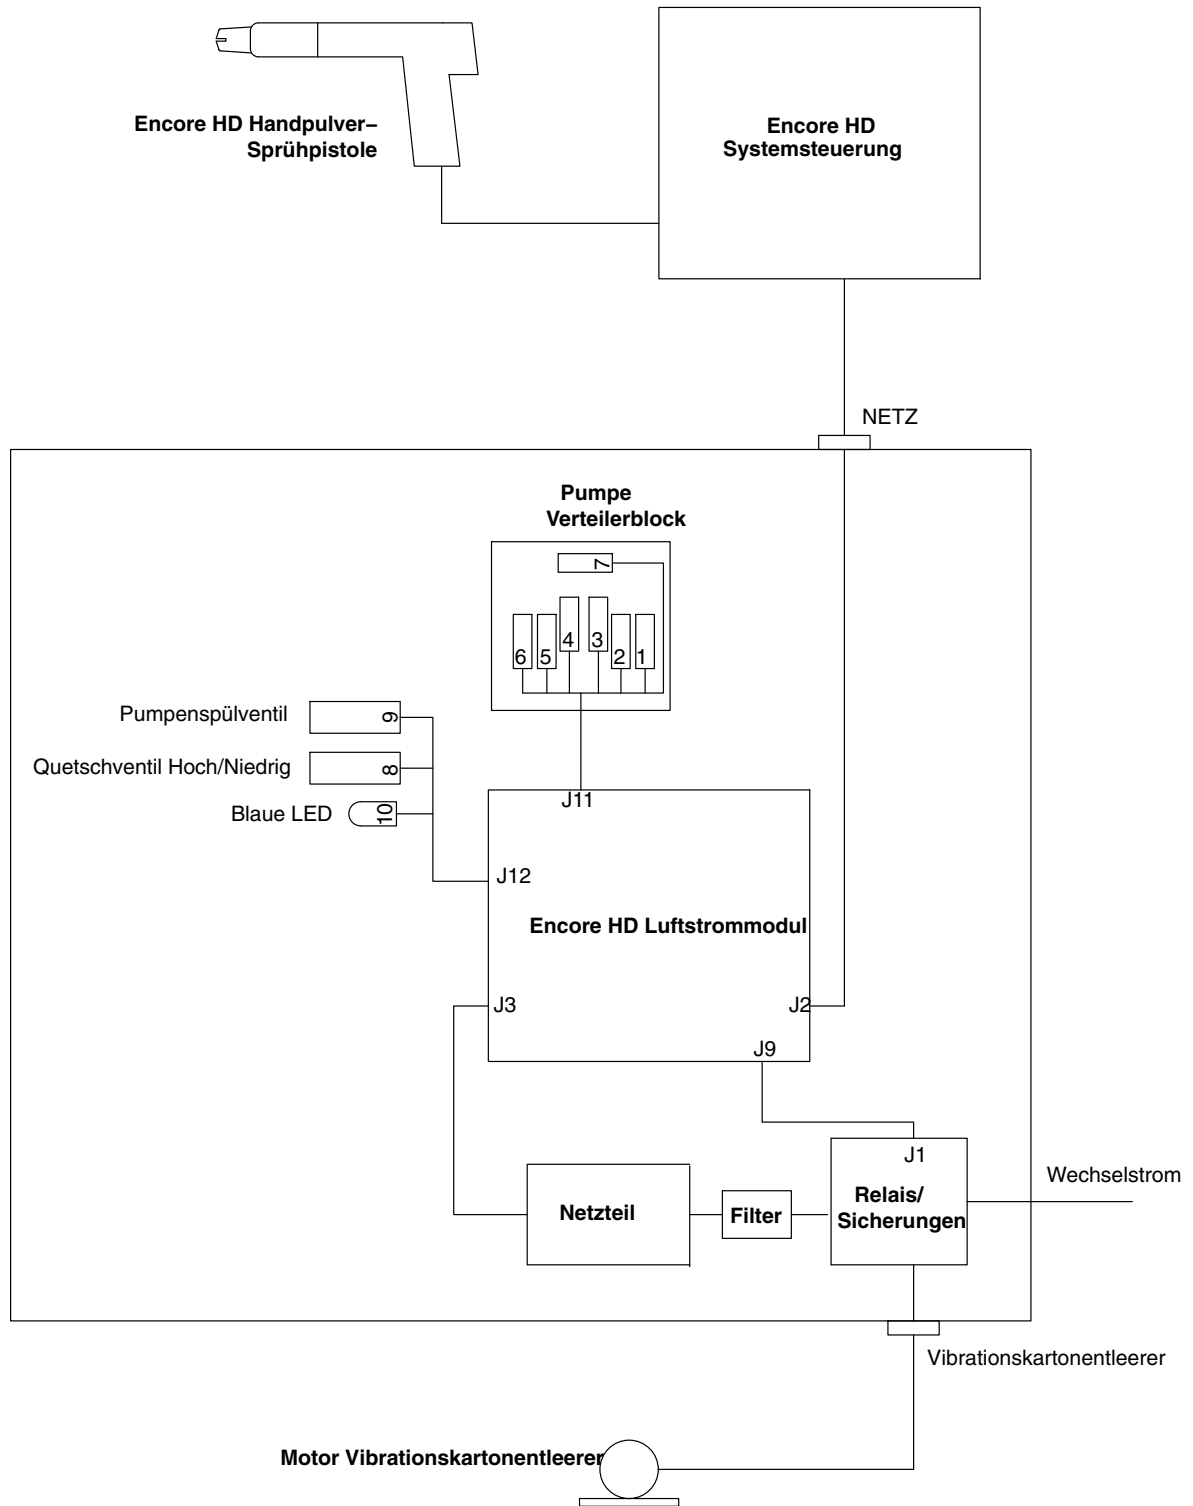 Encore HD Handpulver–
Sprühpistole
Encore HD
Systemsteuerung
NETZ
Pumpe
Verteilerblock
7
6 5 4 3 2 1
Pumpenspülventil 9
Quetschventil Hoch/Niedrig 8
Blaue LED 10
J11
J12
Encore HD Luftstrommodul
J3
J2
J9
J1
Wechselstrom
Netzteil
Filter
Relais/
Sicherungen
Vibrationskartonentleerer
Motor Vibrationskartonentleerer